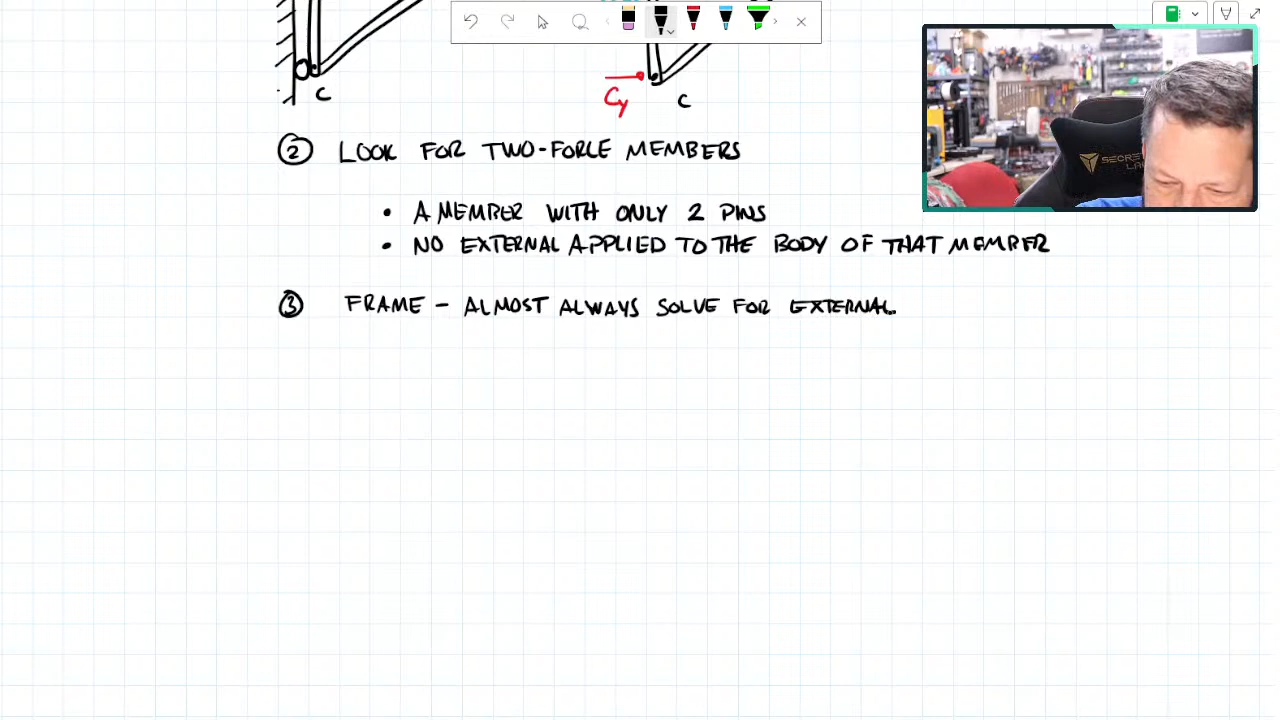 C
Cy
C
② LOOK FOR TWO-FORCE MEMBERS
• A MEMBER WITH ONLY 2 PINS
• NO EXTERNAL APPLIED TO THE BODY OF THAT MEMBER
③ FRAME - ALMOST ALWAYS SOLVE FOR EXTERNAL